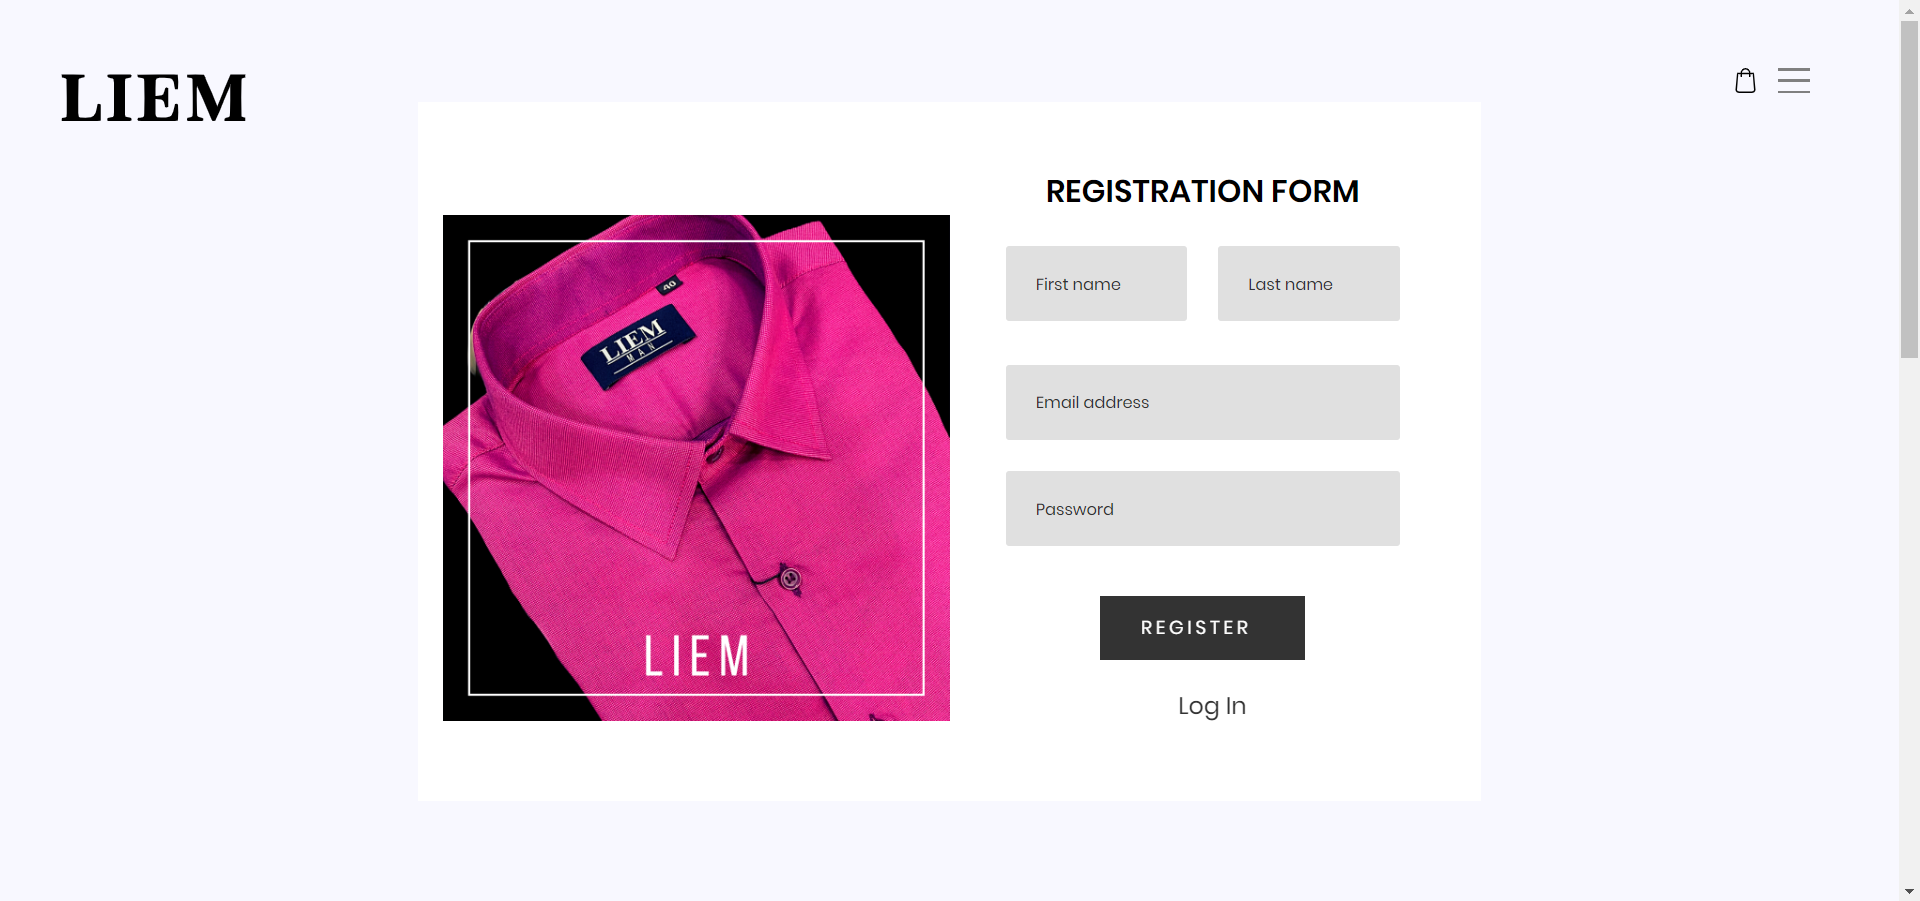 LIEM
REGISTRATION FORM
First name
Last name
Email address
Password
REGISTER
Log In
40
LIEM
MAN
LIEM